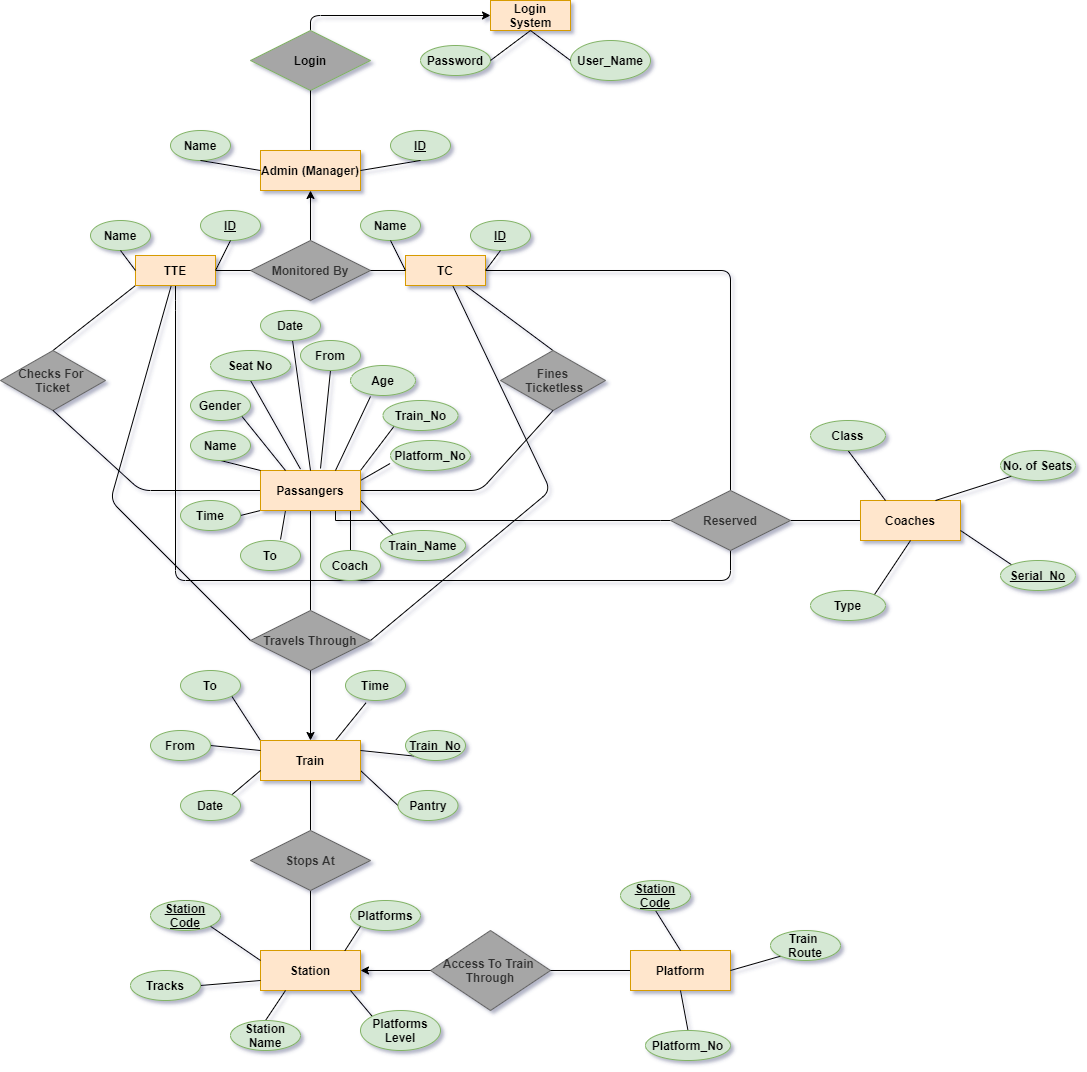 Login
System
Login
Password
User_Name
Name
ID
Admin (Manager)
Name
ID
Name
ID
TTE
Monitored By
TC
Date
From
Seat No
Age
Checks For
Ticket
Fines
Ticketless
Gender
Train_No
Name
Platform_No
Class
No. of Seats
Passangers
Time
Reserved
Coaches
Train_Name
To
Coach
Serial_No
Type
Travels Through
To
Time
From
Train_No
Train
Date
Pantry
Stops At
Station
Code
Platforms
Station
Code
Train
Route
Station
Access To Train
Through
Platform
Tracks
Station
Name
Platforms
Level
Platform_No